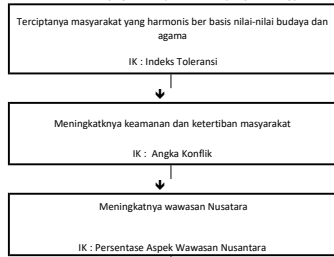 Terciptanya masyarakat yang harmonis ber basis nilai-nilai budaya dan
agama
IK : Indeks Toleransi
Meningkatknya keamanan dan ketertiban masyarakat
IK : Angka Konflik
Meningkatnya wawasan Nusatara
IK : Persentase Aspek Wawasan Nusantara